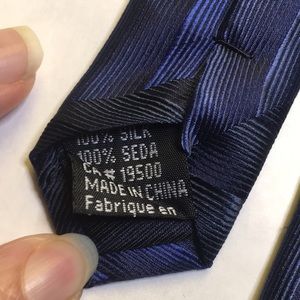 100% SILK
100% SEDA
CA# 19500
MADE IN CHINA
Fabrique en